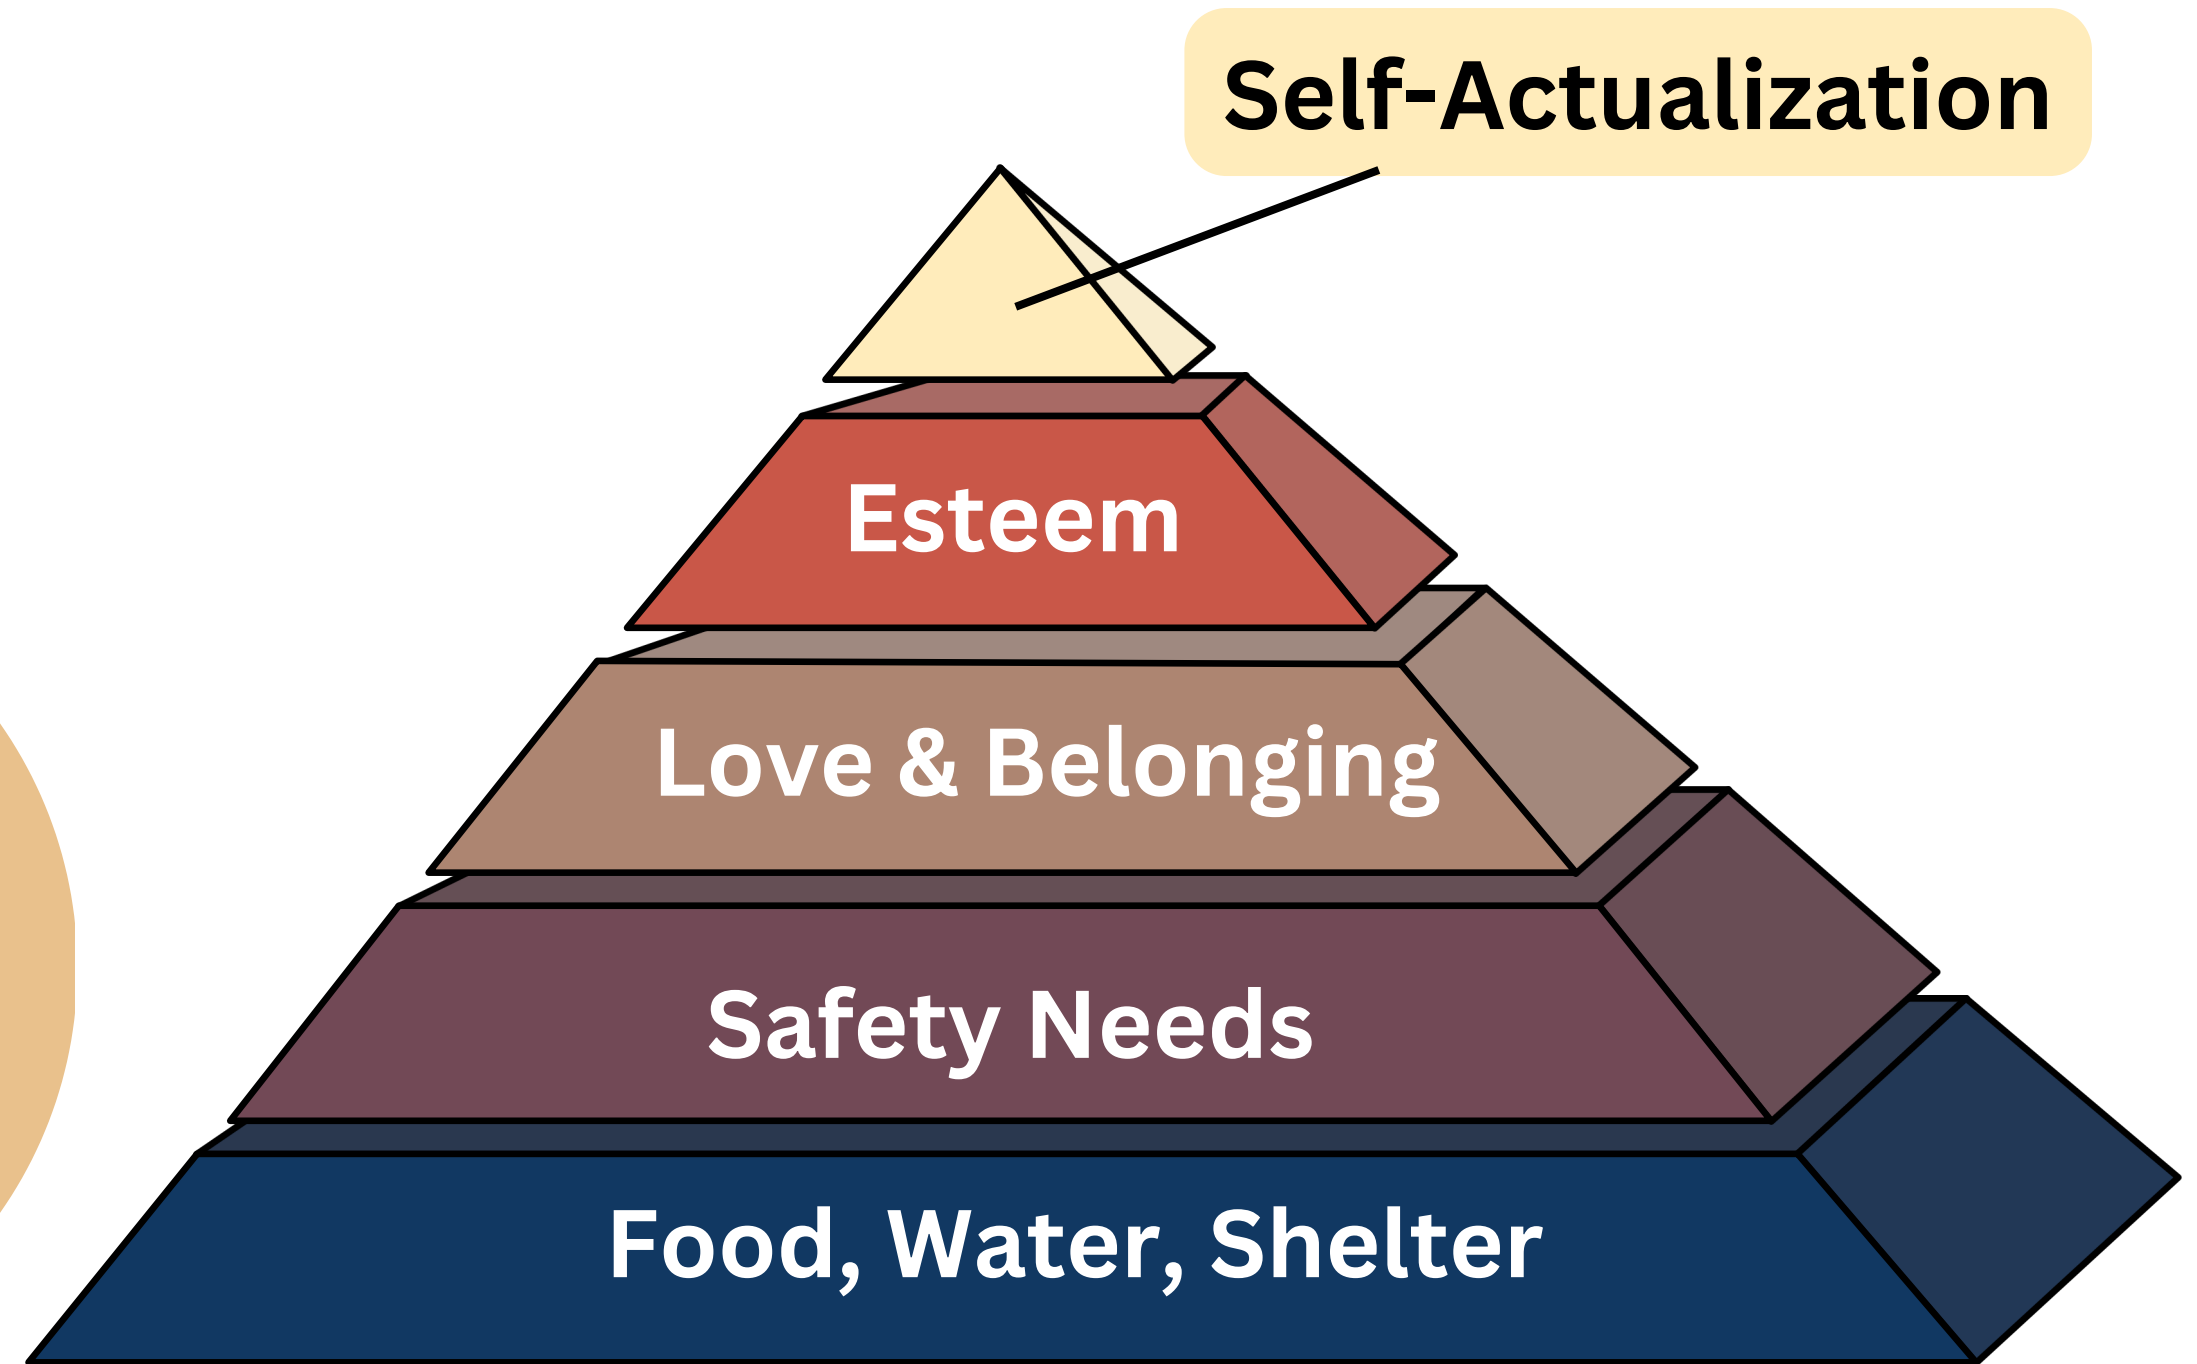 Self-Actualization
Esteem
Love & Belonging
Safety Needs
Food, Water, Shelter